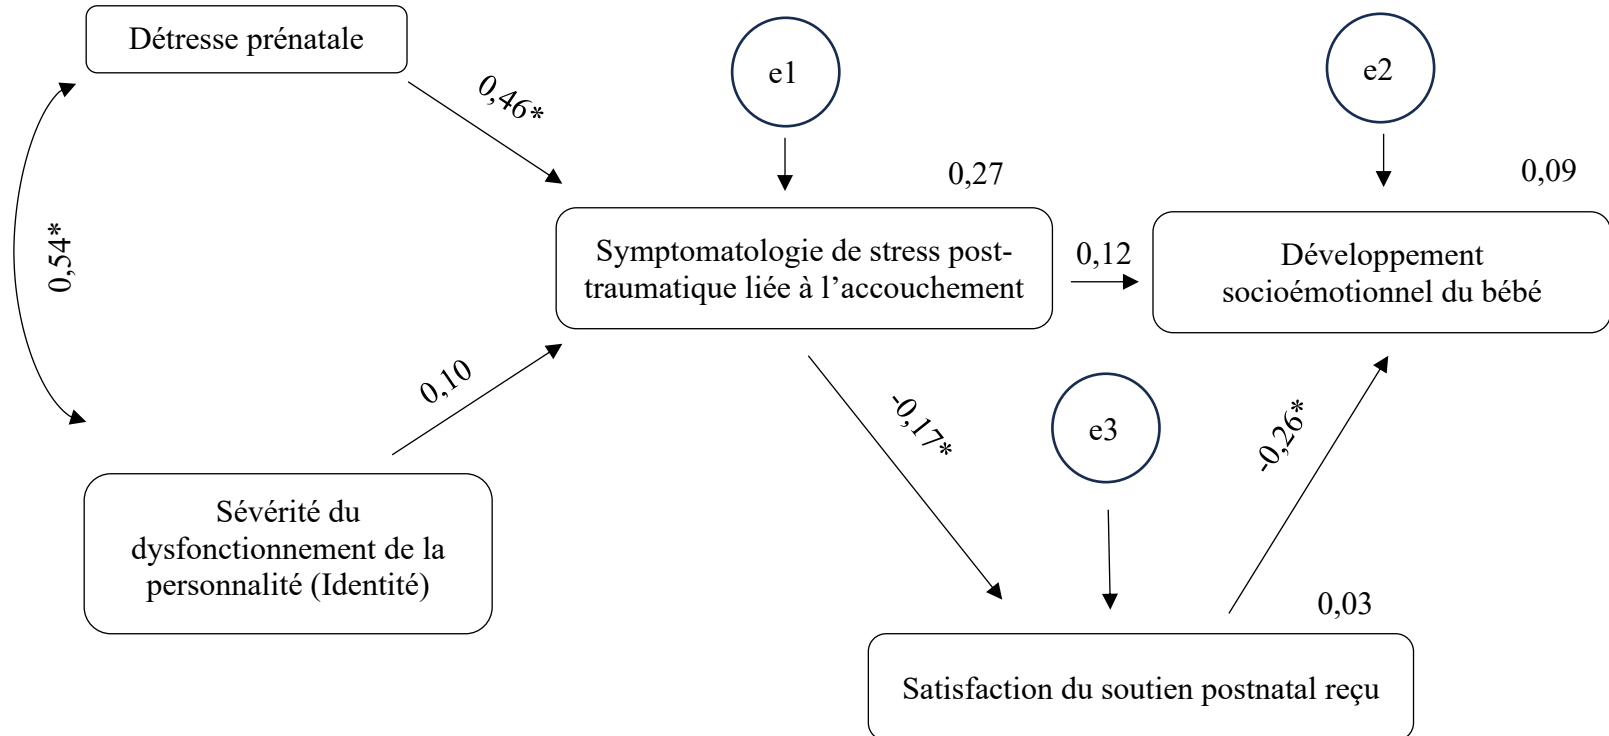 Détresse prénatale
0,46*
e1
e2
0,27
0,09
0,54*
Symptomatologie de stress post-
traumatique liée à l’accouchement
0,12
Développement
socioémotionnel du bébé
0,10
-0,17*
e3
-0,26*
Sévérité du
dysfonctionnement de la
personnalité (Identité)
0,03
Satisfaction du soutien postnatal reçu